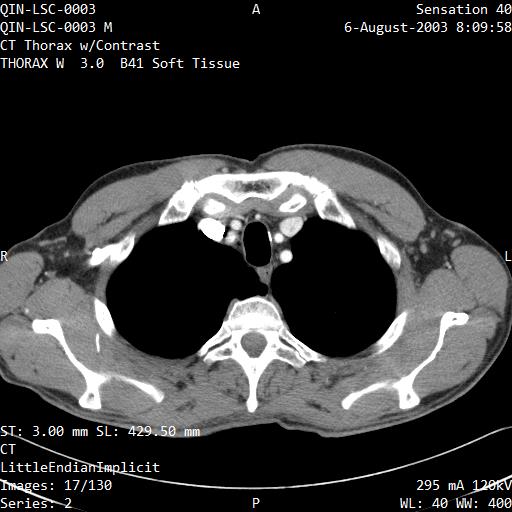 QIN-LSC-0003
A
Sensation 40
QIN-LSC-0003 M
6-August-2003 8:09:58
CT Thorax w/Contrast
THORAX W 3.0 B41 Soft Tissue
R
L
ST: 3.00 mm SL: 429.50 mm
CT
LittleEndianImplicit
Images: 17/130
295 mA 120kV
Series: 2
P
WL: 40 WW: 400